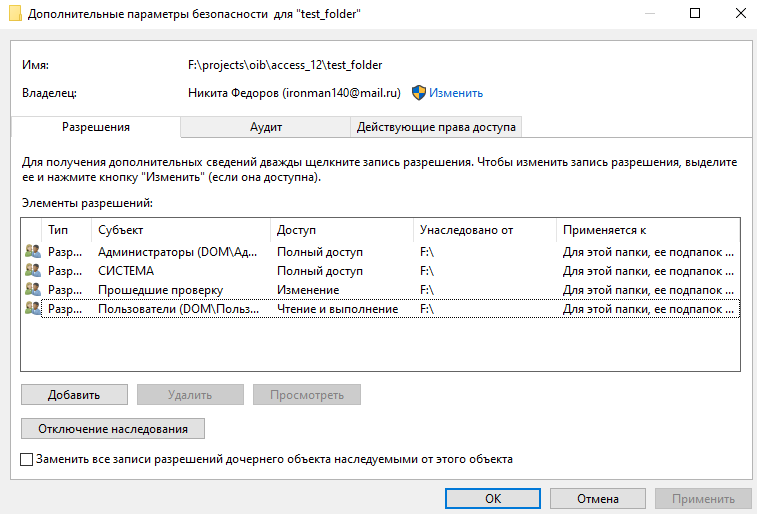 Дополнительные параметры безопасности для "test_folder"
Имя: F:\projects\oib\access_12\test_folder
Владелец: Никита Федоров (ironman140@mail.ru) Изменить
Разрешения Аудит Действующие права доступа
Для получения дополнительных сведений дважды щелкните запись разрешения. Чтобы изменить запись разрешения, выделите
ее и нажмите кнопку "Изменить" (если она доступна).
Элементы разрешений:
Тип Субъект Доступ Унаследовано от Применяется к
Разр... Администраторы (DOM\Ад... Полный доступ F:\ Для этой папки, ее подпапок ...
Разр... СИСТЕМА Полный доступ F:\ Для этой папки, ее подпапок ...
Разр... Прошедшие проверку Изменение F:\ Для этой папки, ее подпапок ...
Разр... Пользователи (DOM\Польз... Чтение и выполнение F:\ Для этой папки, ее подпапок ...
Добавить Удалить Просмотреть
Отключение наследования
Заменить все записи разрешений дочернего объекта наследуемыми от этого объекта
ОК Отмена Применить